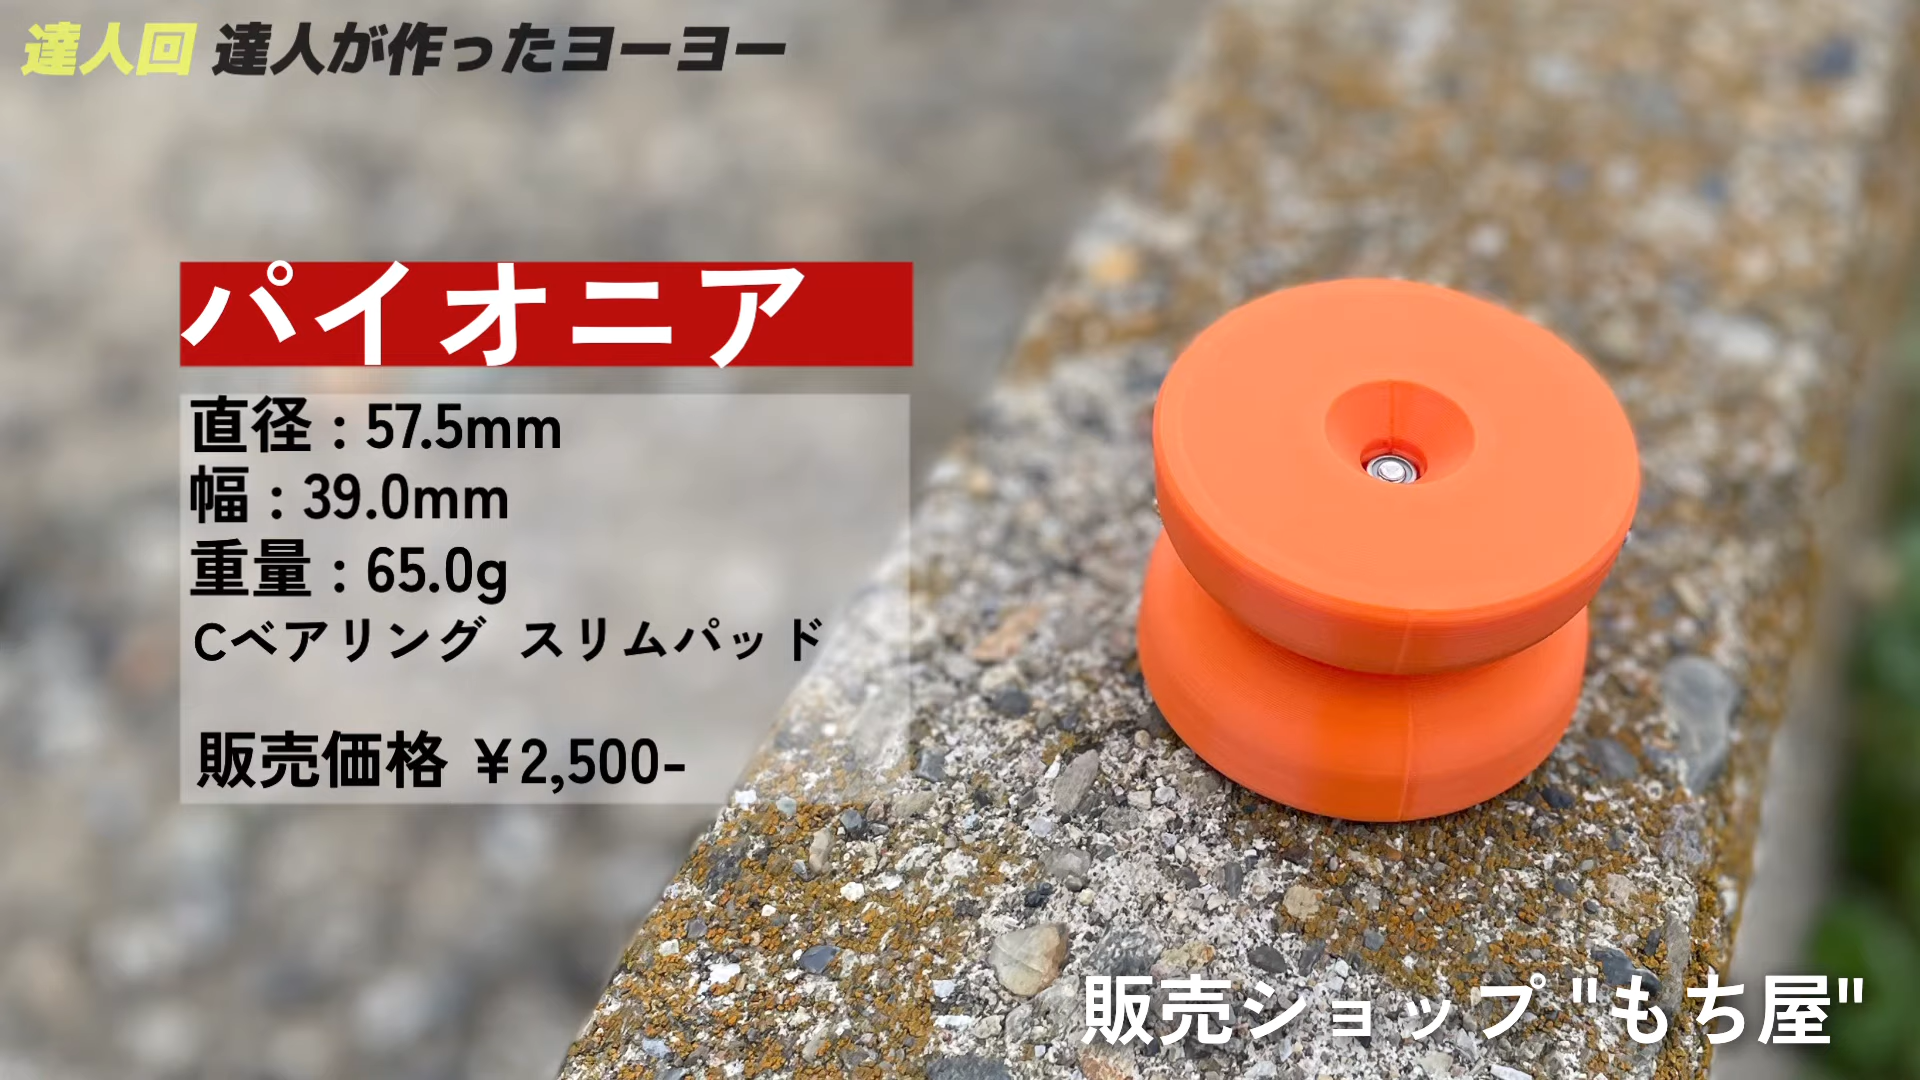 達人回 達人が作ったヨーヨー
パイオニア
直径 : 57.5mm
幅 : 39.0mm
重量 : 65.0g
Cベアリング スリムパッド
販売価格 ¥2,500-
販売ショップ "もち屋"